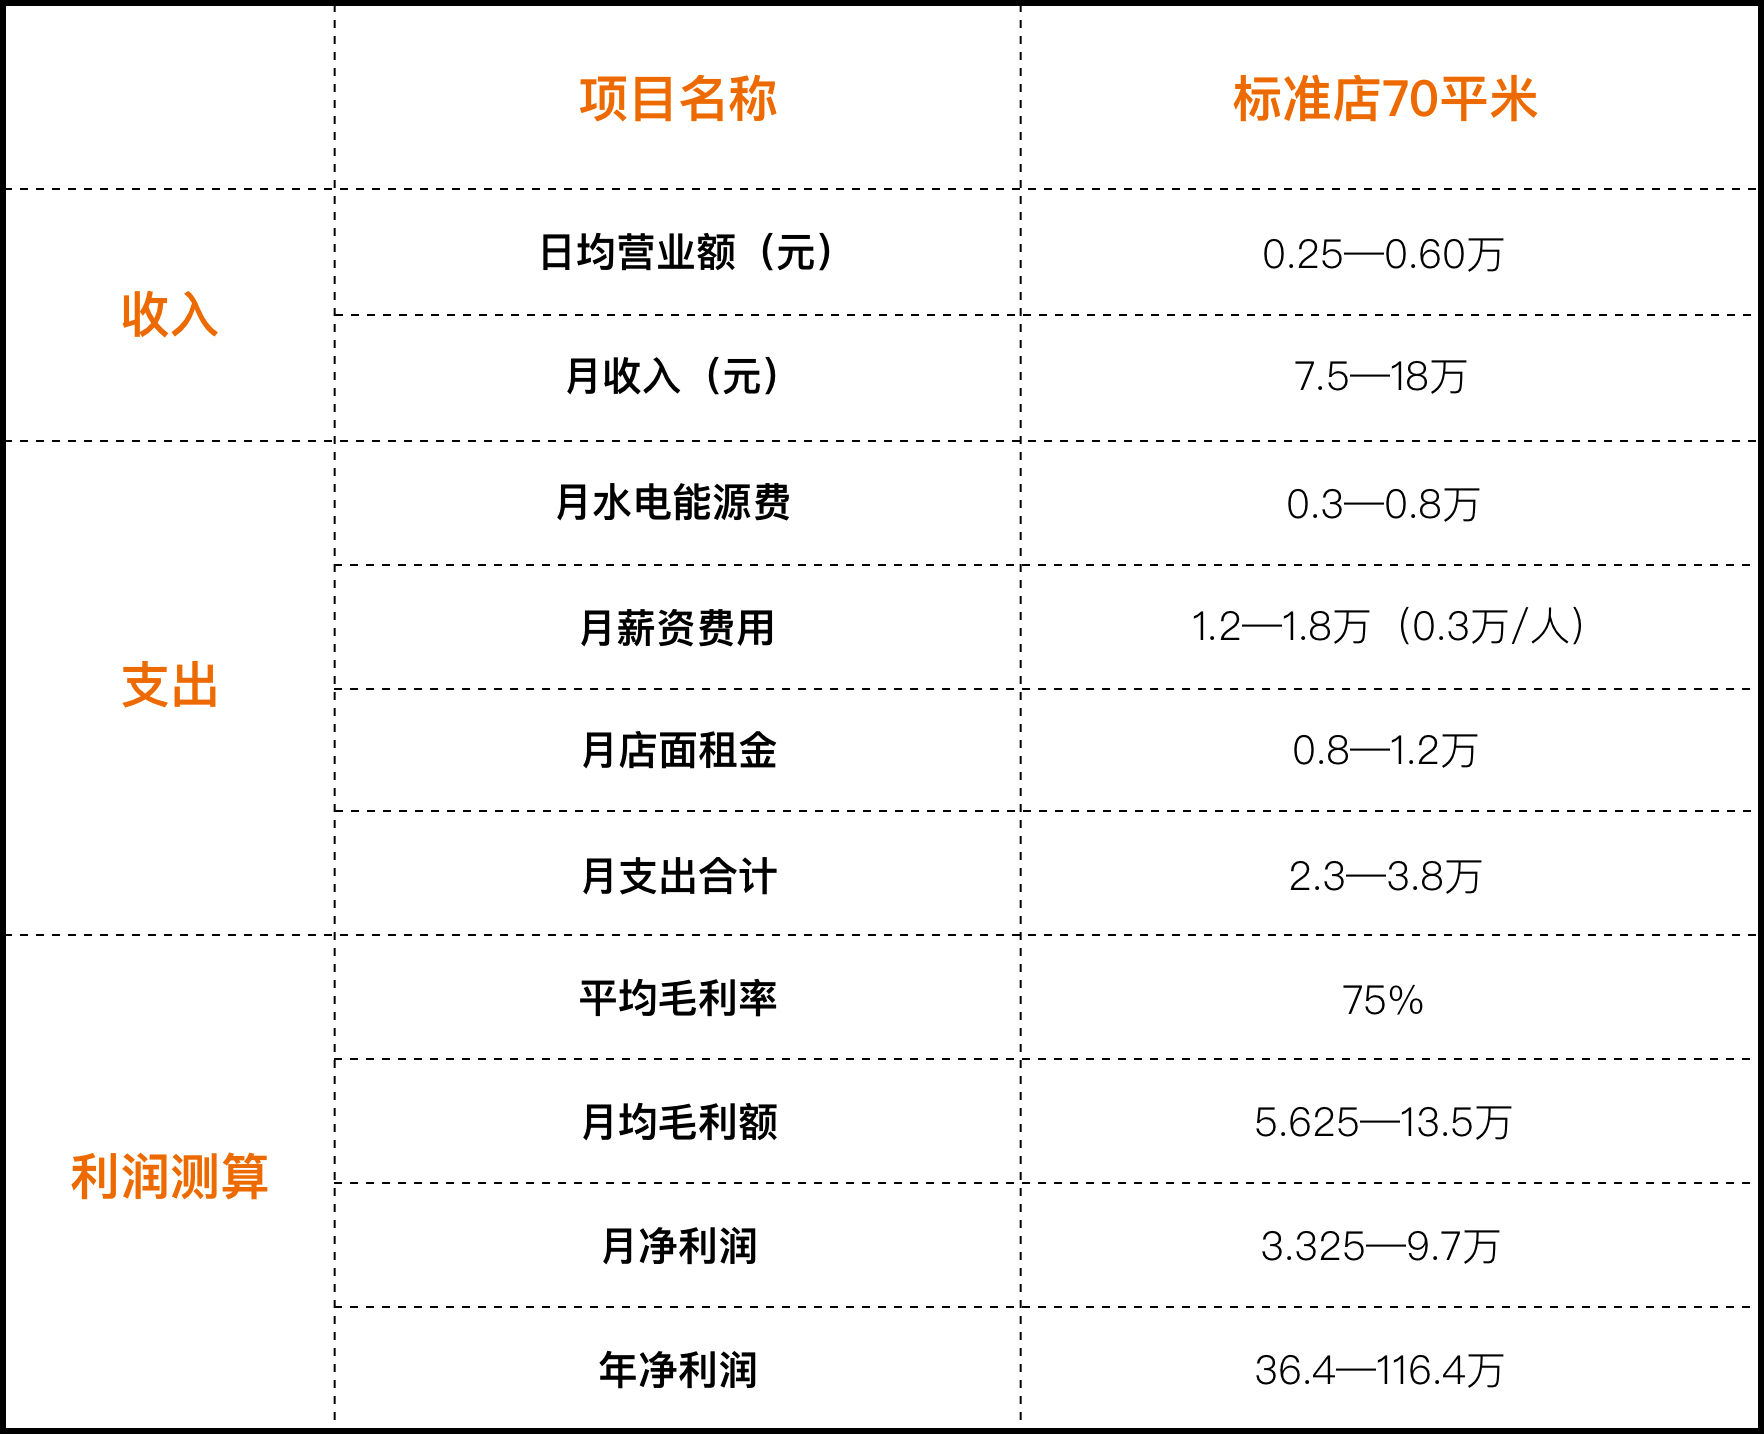 项目名称
标准店70平米
收入
日均营业额（元）
0.25—0.60万
月收入（元）
7.5—18万
支出
月水电能源费
0.3—0.8万
月薪资费用
1.2—1.8万（0.3万/人）
月店面租金
0.8—1.2万
月支出合计
2.3—3.8万
利润测算
平均毛利率
75%
月均毛利额
5.625—13.5万
月净利润
3.325—9.7万
年净利润
36.4—116.4万